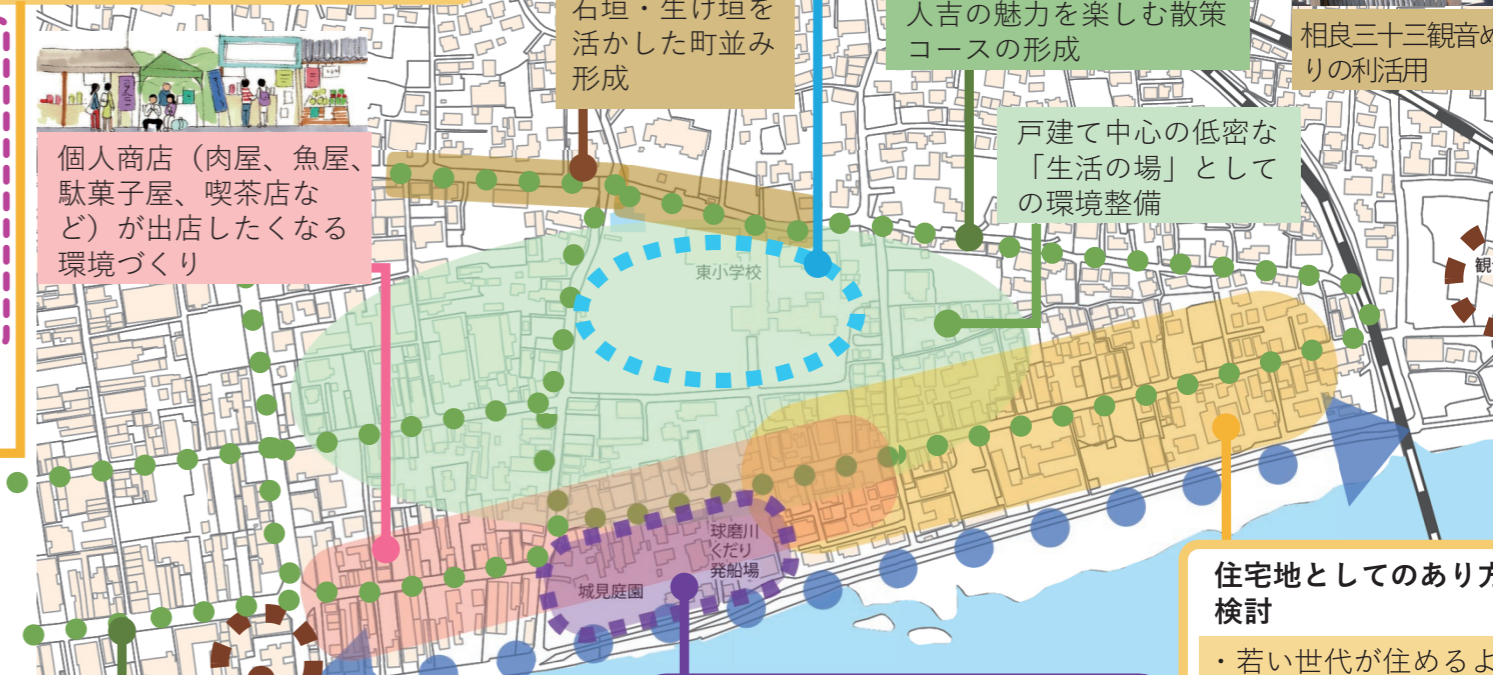 石垣・生け垣を
活かした町並み
形成
人吉の魅力を楽しむ散策
コースの形成
相良三十三観音め
りの利活用
個人商店（肉屋、魚屋、
駄菓子屋、喫茶店な
ど）が出店したくなる
環境づくり
戸建て中心の低密な
「生活の場」として
の環境整備
東小学校
観
球磨川
くだり
発船場
城見庭園
住宅地としてのあり方
検討
・若い世代が住めるよ